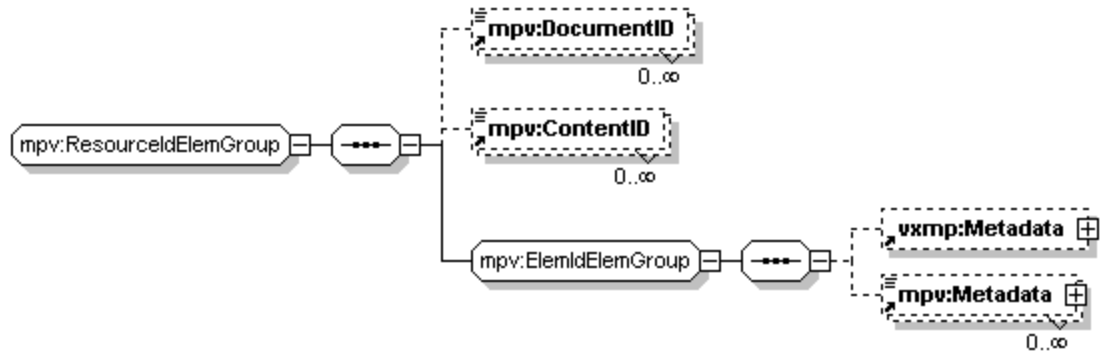 mpv:DocumentID
0..∞
mpv:ContentID
0..∞
mpv:ResourceIdElemGroup
mpv:ElemIdElemGroup
vxmp:Metadata
mpv:Metadata
0..∞